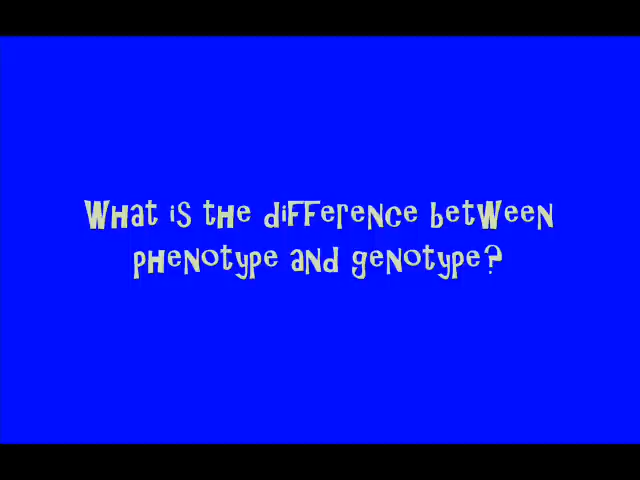 What is the difference between
phenotype and genotype?